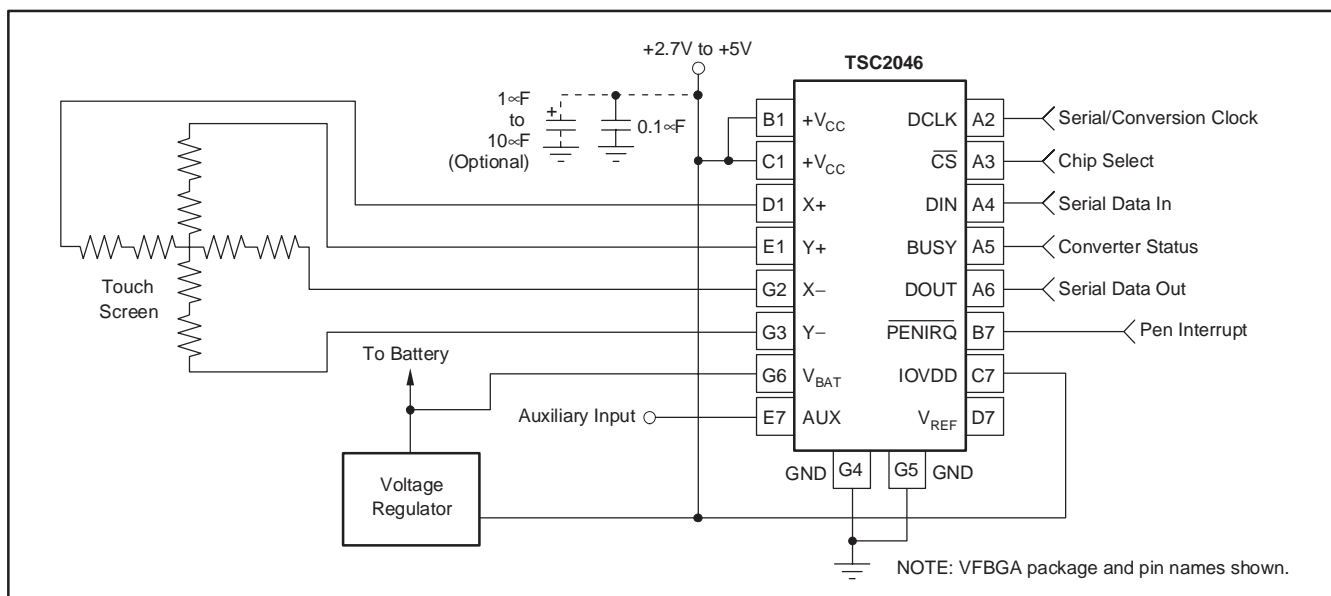 +2.7V to +5V
TSC2046
1∝F
to
10∝F
(Optional)
+
0.1∝F
B1 +VCC DCLK A2 Serial/Conversion Clock
C1 +VCC CS A3 Chip Select
D1 X+ DIN A4 Serial Data In
E1 Y+ BUSY A5 Converter Status
G2 X− DOUT A6 Serial Data Out
G3 Y− PENIRQ B7 Pen Interrupt
G6 VBAT IOVDD C7
Auxiliary Input E7 AUX VREF D7
Touch
Screen
To Battery
Voltage
Regulator
GND G4 G5 GND
NOTE: VFBGA package and pin names shown.